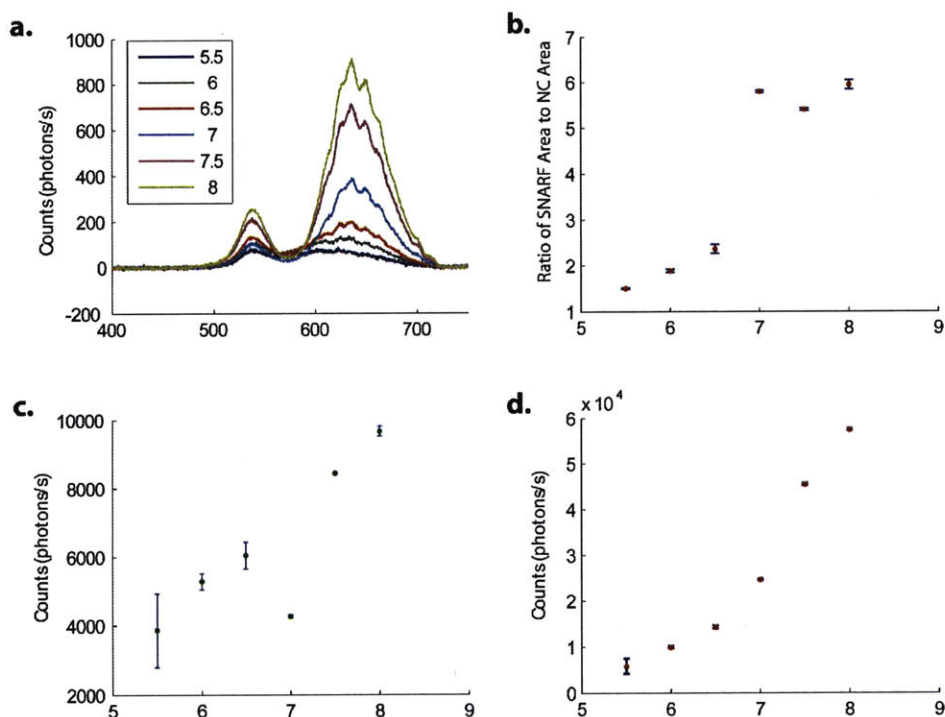 a.
1000
800
600
400
200
0
-200
Counts (photons/s)
5.5
6
6.5
7
7.5
8
400 500 600 700
b.
7
6
5
4
3
2
1
Ratio of SNARF Area to NC Area
5 6 7 8 9
c.
10000
8000
6000
4000
2000
Counts (photons/s)
5 6 7 8 9
d.
x 10^4
6
5
4
3
2
1
0
Counts (photons/s)
5 6 7 8 9